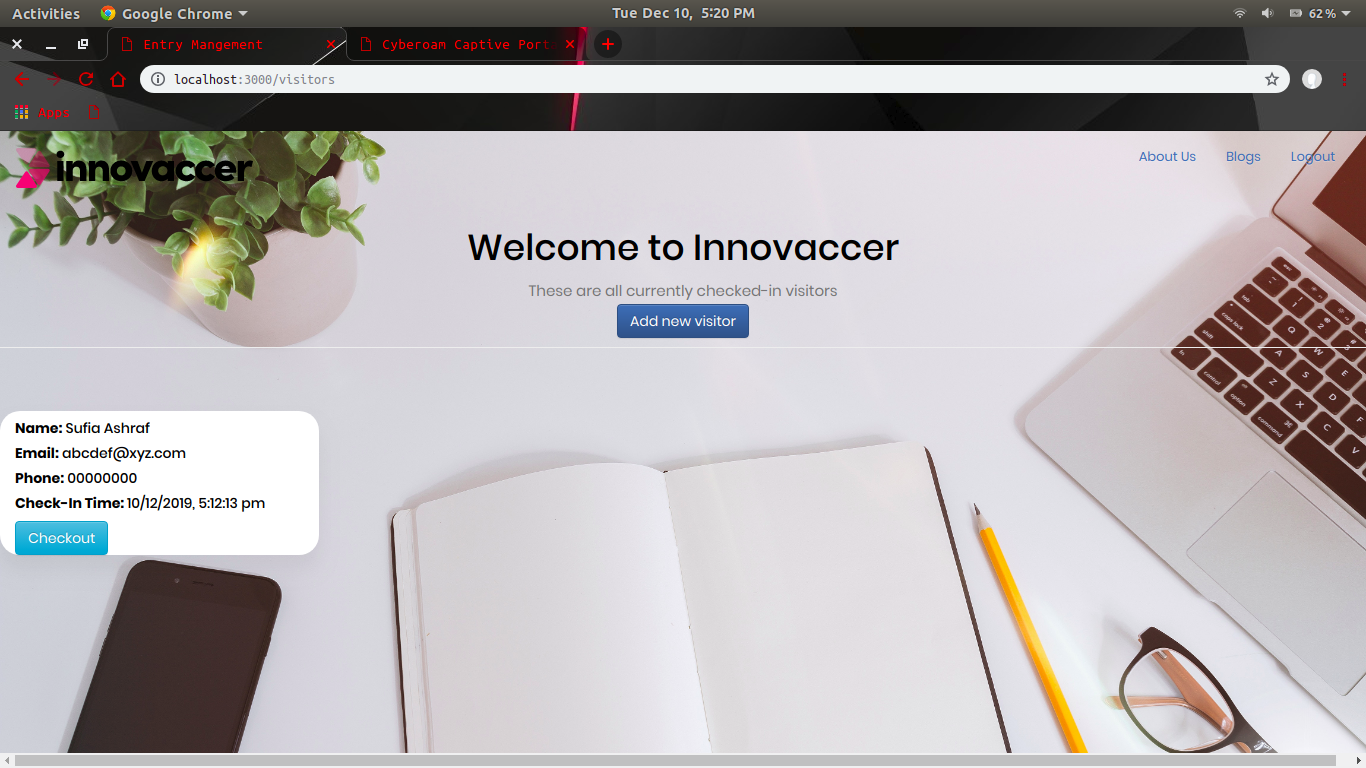 Activities Google Chrome Tue Dec 10, 5:20 PM 62%
Entry Mangement Cyberoam Captive Port
localhost:3000/visitors
Apps
innovaccer About Us Blogs Logout
Welcome to Innovaccer
These are all currently checked-in visitors
Add new visitor
Name: Sufia Ashraf
Email: abcdef@xyz.com
Phone: 00000000
Check-In Time: 10/12/2019, 5:12:13 pm
Checkout